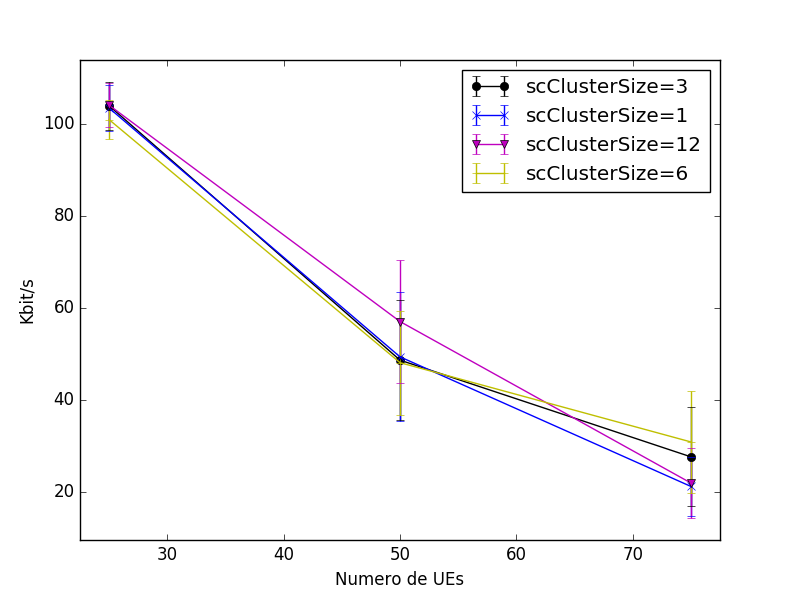 scClusterSize=3
scClusterSize=1
scClusterSize=12
scClusterSize=6
100
80
60
40
20
Kbit/s
30 40 50 60 70
Numero de UEs